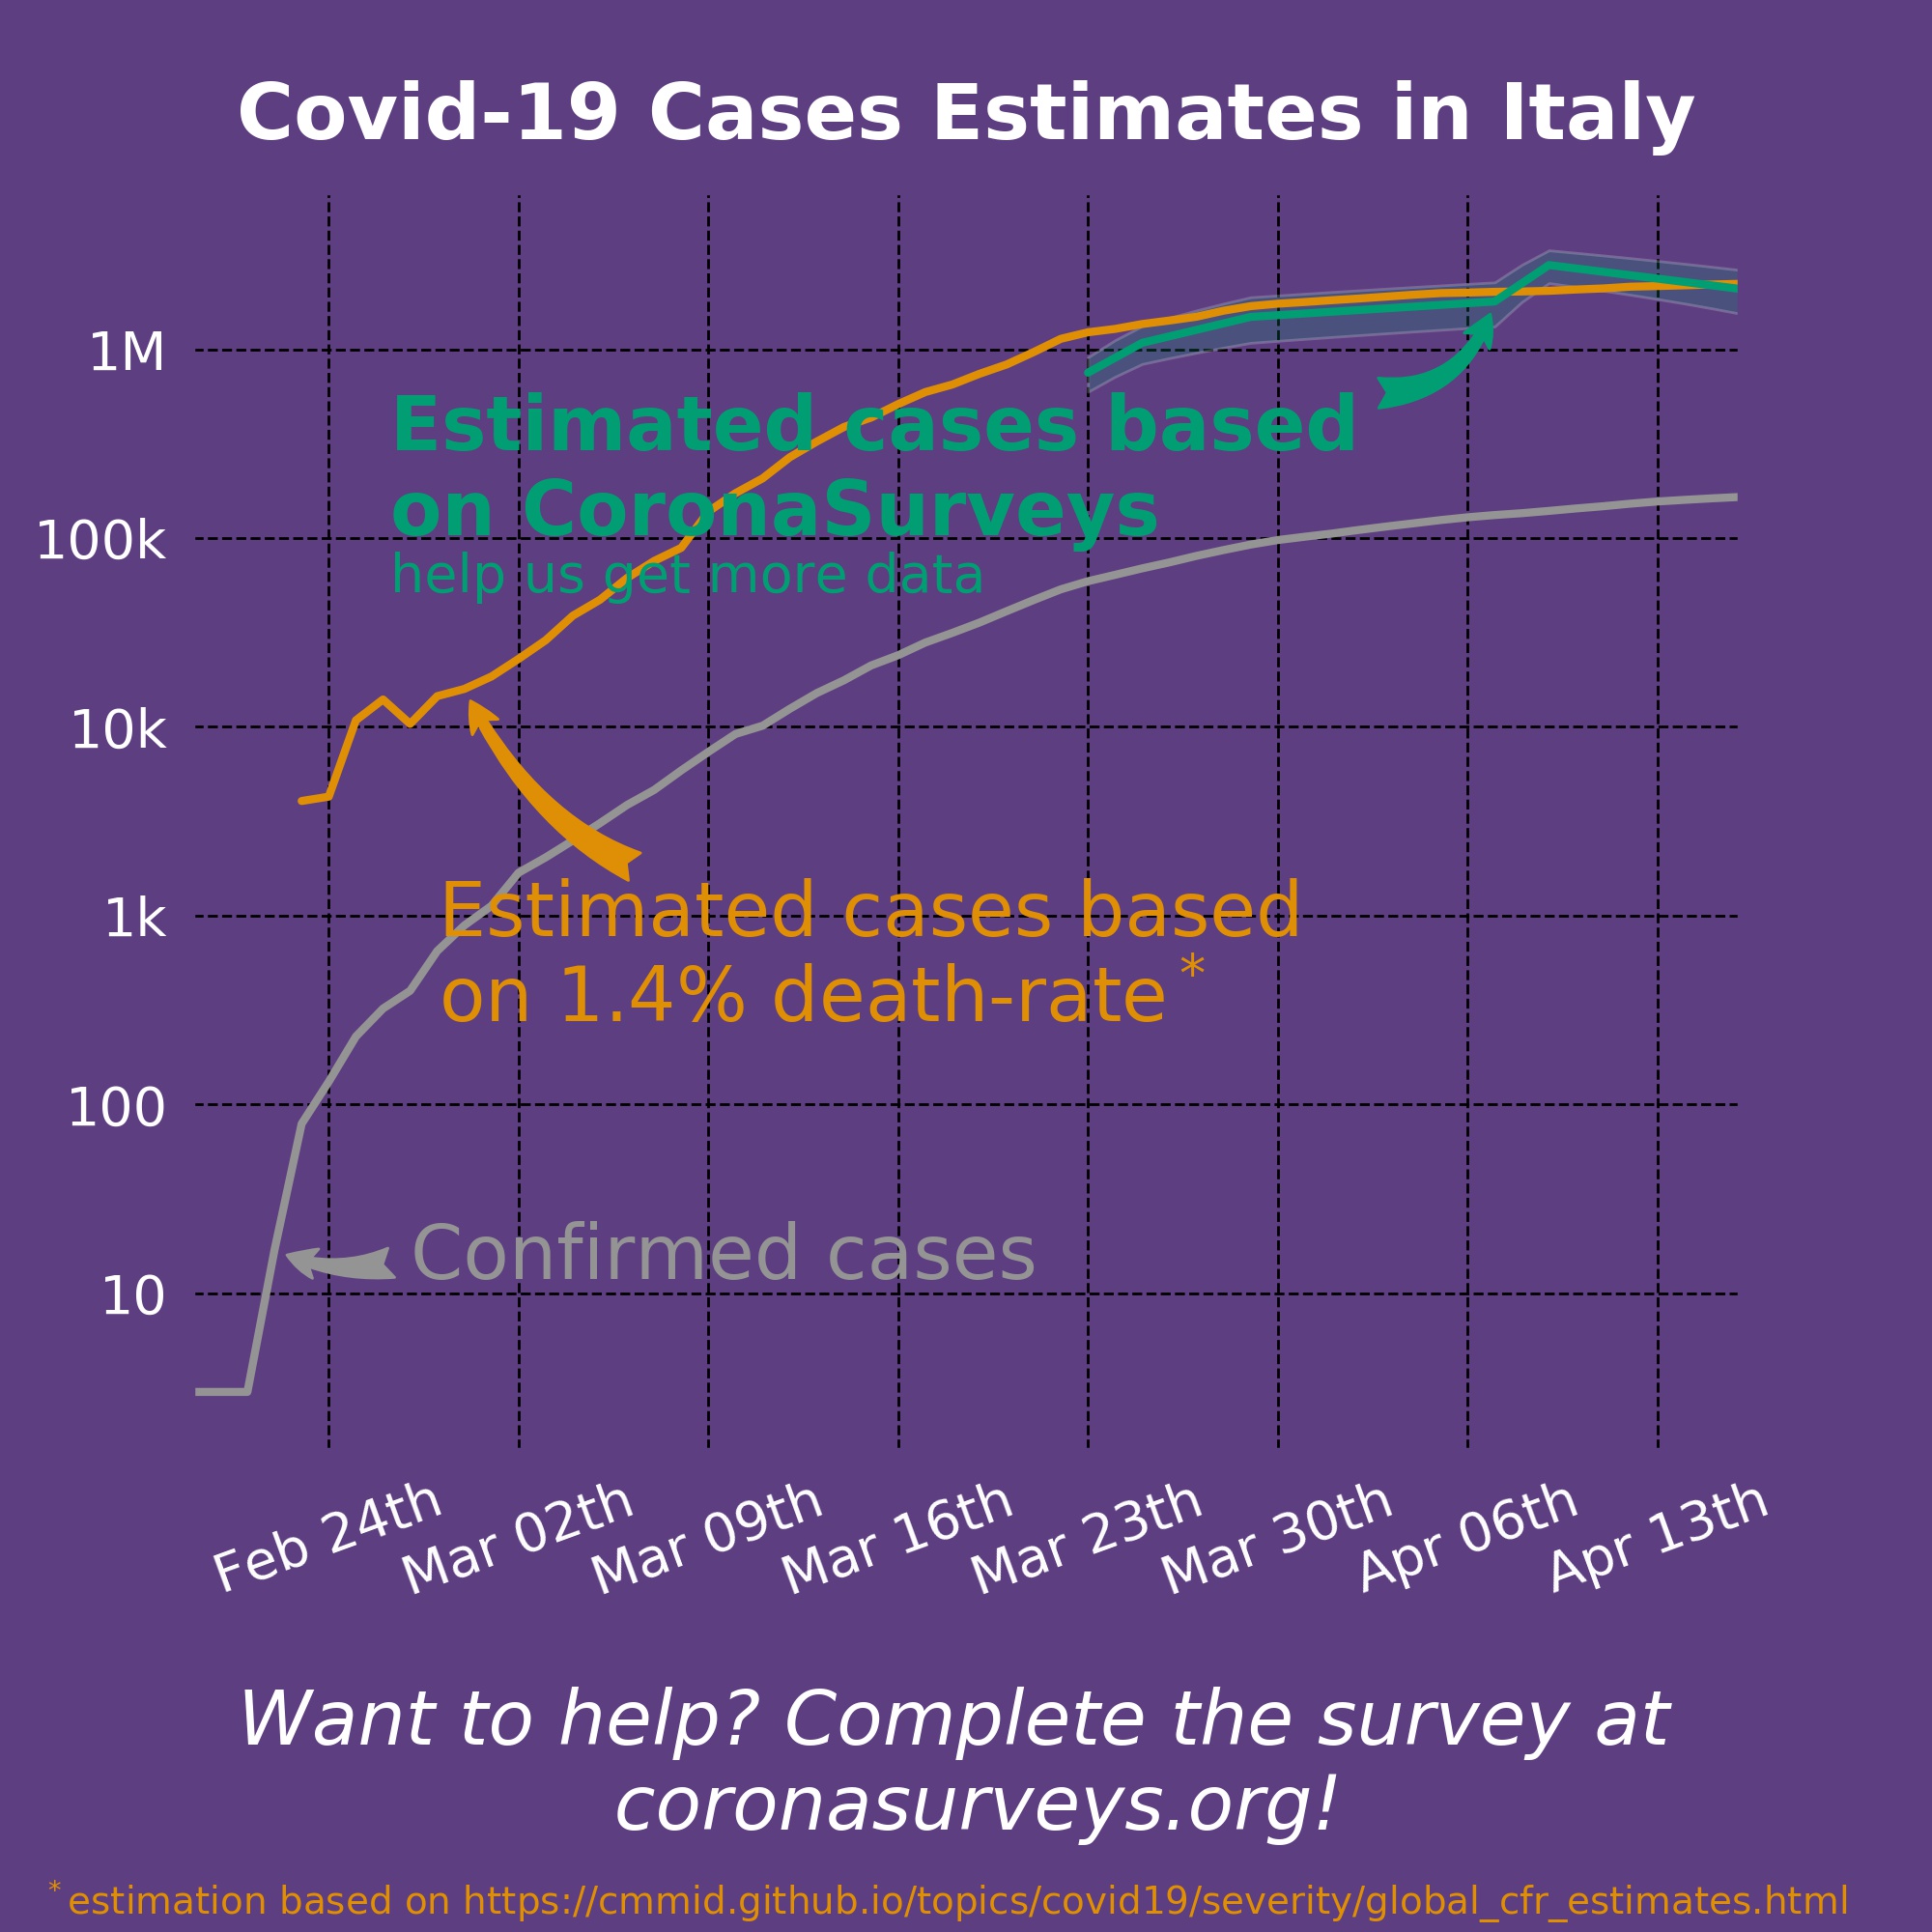 Covid-19 Cases Estimates in Italy
1M
Estimated cases based
on CoronaSurveys
100k
help us get more data
10k
Estimated cases based
1k
on 1.4% death-rate*
100
Confirmed cases
10
Feb 24th
Mar 02th
Mar 09th
Mar 16th
Mar 23th
Mar 30th
Apr 06th
Apr 13th
Want to help? Complete the survey at
coronasurveys.org!
*estimation based on https://cmmid.github.io/topics/covid19/severity/global_cfr_estimates.html